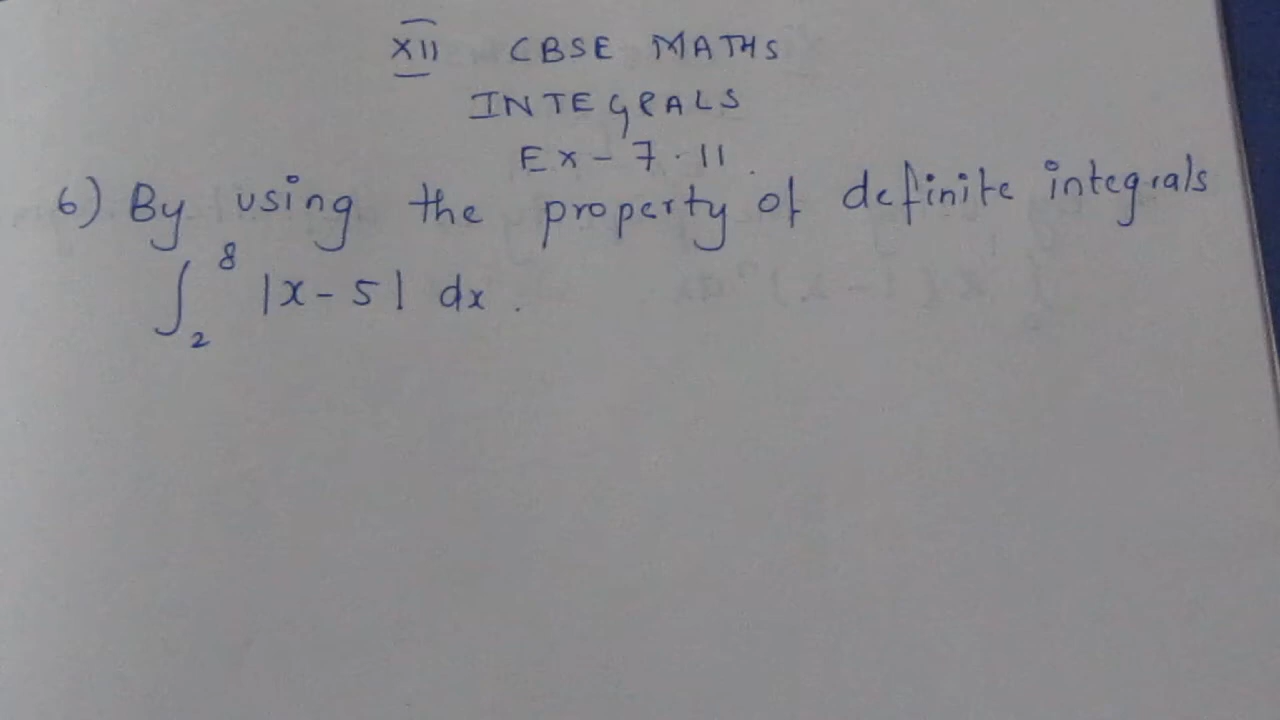 XII CBSE MATHS
INTEGRALS
Ex - 7.11
6) By using the property of definite integrals
∫₂⁸ |x - 5| dx.